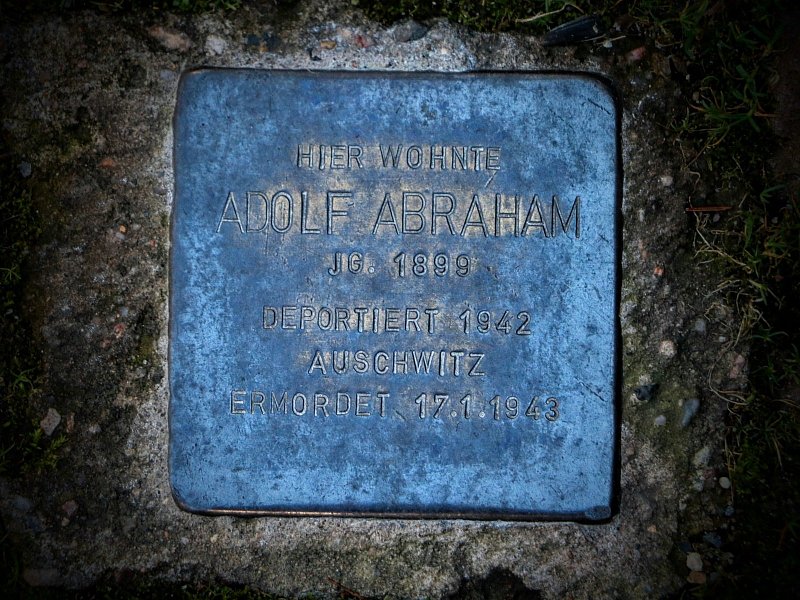 HIER WOHNTE
ADOLF ABRAHAM
JG. 1899
DEPORTIERT 1942
AUSCHWITZ
ERMORDET 17.1.1943